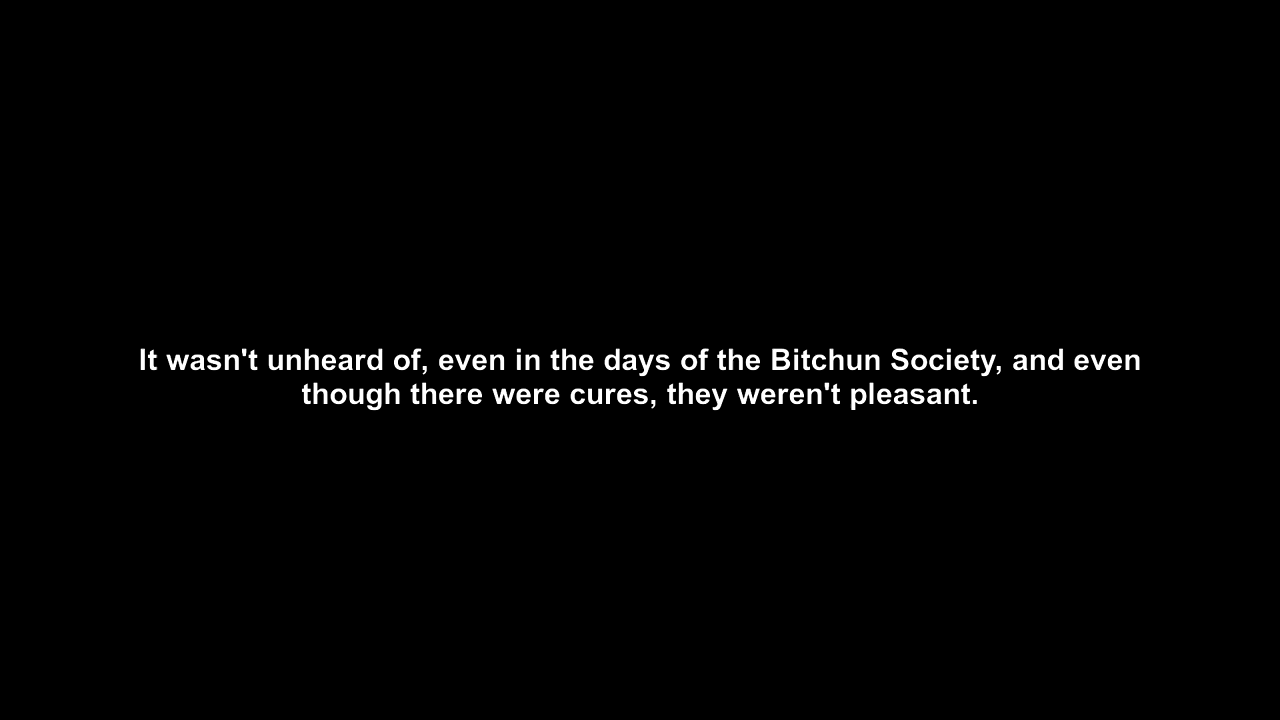 It wasn't unheard of, even in the days of the Bitchun Society, and even
though there were cures, they weren't pleasant.